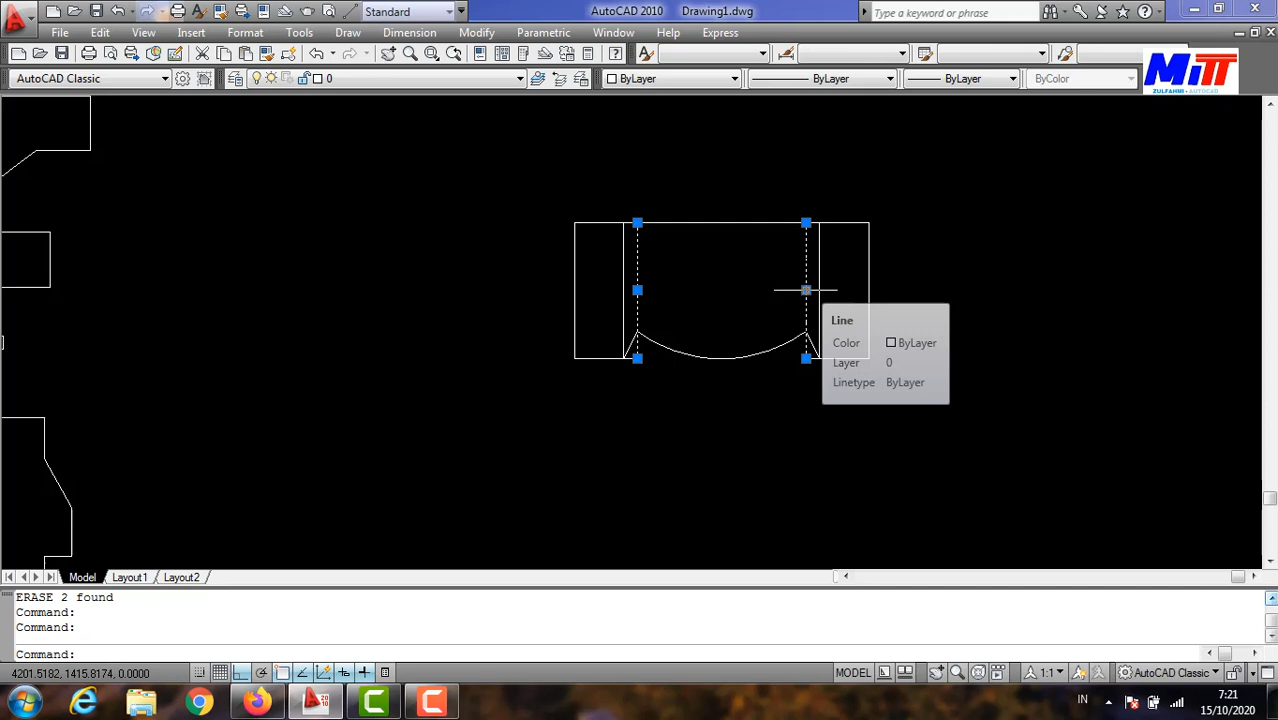 Standard
AutoCAD 2010 Drawing1.dwg
Type a keyword or phrase
File Edit View Insert Format Tools Draw Dimension Modify Parametric Window Help Express
AutoCAD Classic
0
ByLayer
ByLayer
ByLayer
ByColor
MiTT
ZULFAHMI - AUTOCAD
Line
Color ByLayer
Layer 0
Linetype ByLayer
Model Layout1 Layout2
ERASE 2 found
Command:
Command:
Command:
4201.5182, 1415.8174, 0.0000
MODEL
1:1
AutoCAD Classic
IN
7:21
15/10/2020